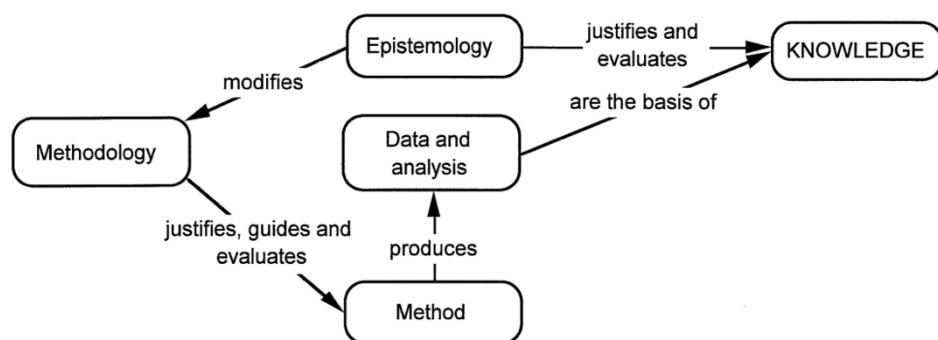 Epistemology
justifies and
evaluates
KNOWLEDGE
modifies
are the basis of
Methodology
Data and
analysis
justifies, guides and
evaluates
produces
Method